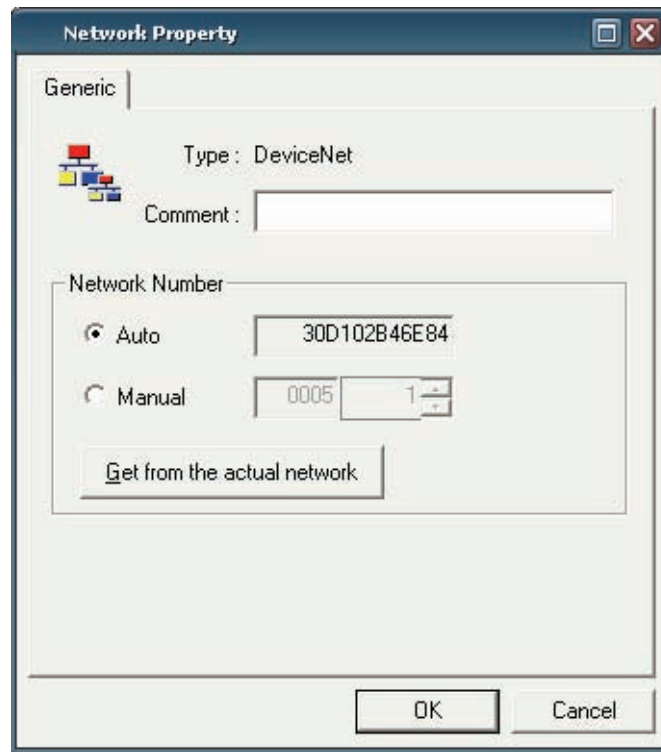 Network Property
Generic
Type : DeviceNet
Comment :
Network Number
Auto 30D102B46E84
Manual 0005 1
Get from the actual network
OK Cancel